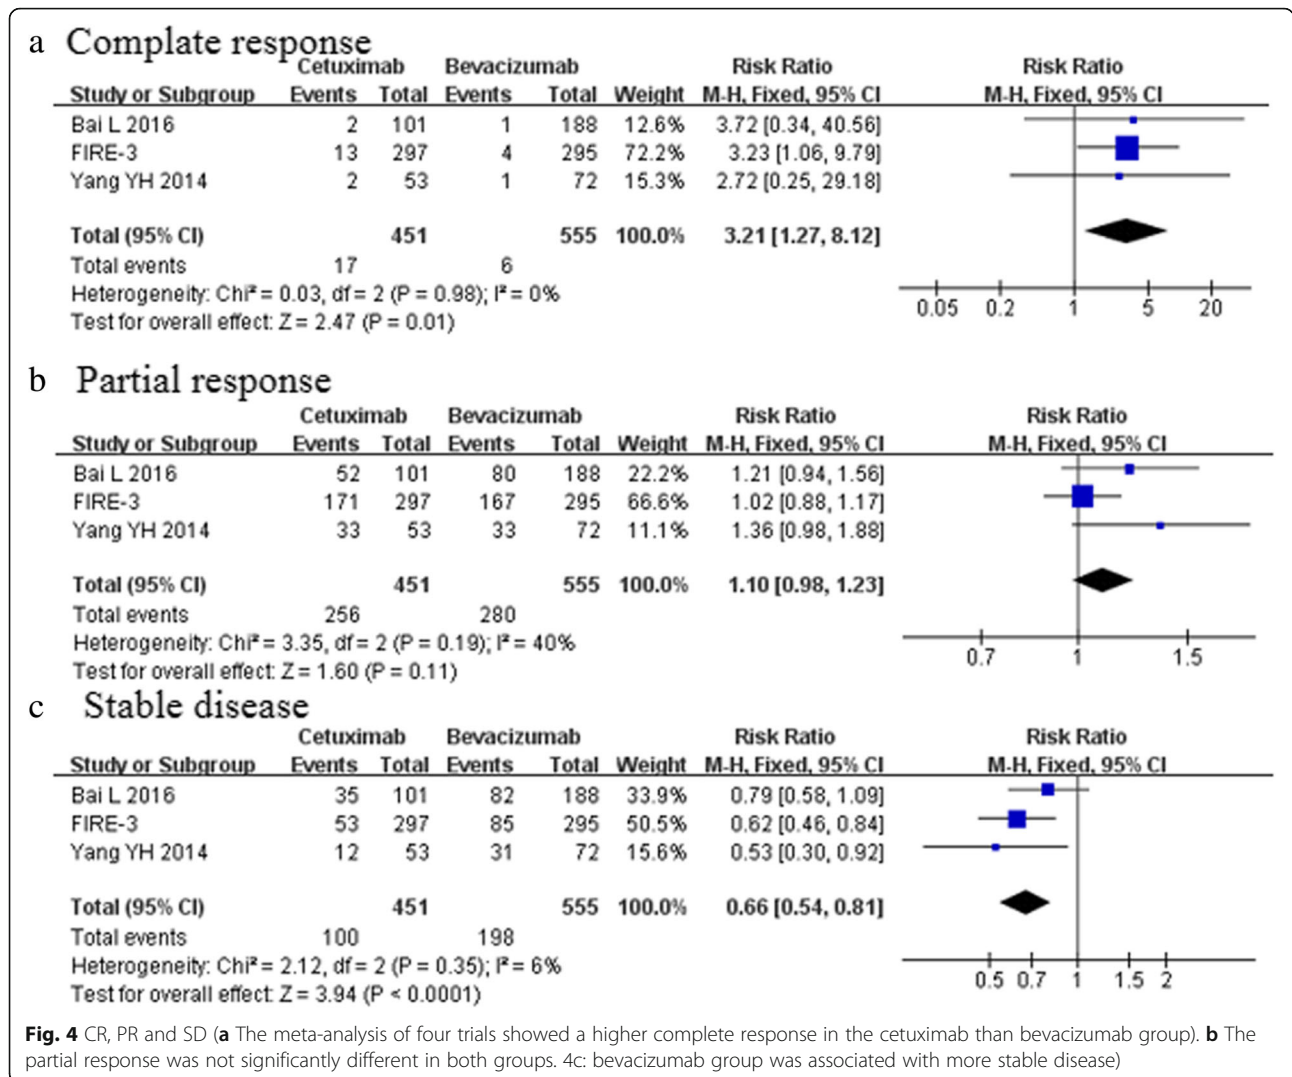 a Complate response
Cetuximab Bevacizumab Risk Ratio Risk Ratio
Study or Subgroup Events Total Events Total Weight M-H, Fixed, 95% CI M-H, Fixed, 95% CI
Bai L 2016 2 101 1 188 12.6% 3.72 [0.34, 40.56]
FIRE-3 13 297 4 295 72.2% 3.23 [1.06, 9.79]
Yang YH 2014 2 53 1 72 15.3% 2.72 [0.25, 29.18]
Total (95% CI) 451 555 100.0% 3.21 [1.27, 8.12]
Total events 17 6
Heterogeneity: Chi² = 0.03, df = 2 (P = 0.98); I² = 0%
Test for overall effect: Z = 2.47 (P = 0.01)
0.05 0.2 1 5 20
b Partial response
Cetuximab Bevacizumab Risk Ratio Risk Ratio
Study or Subgroup Events Total Events Total Weight M-H, Fixed, 95% CI M-H, Fixed, 95% CI
Bai L 2016 52 101 80 188 22.2% 1.21 [0.94, 1.56]
FIRE-3 171 297 167 295 66.6% 1.02 [0.88, 1.17]
Yang YH 2014 33 53 33 72 11.1% 1.36 [0.98, 1.88]
Total (95% CI) 451 555 100.0% 1.10 [0.98, 1.23]
Total events 256 280
Heterogeneity: Chi² = 3.35, df = 2 (P = 0.19); I² = 40%
Test for overall effect: Z = 1.60 (P = 0.11)
0.7 1 1.5
c Stable disease
Cetuximab Bevacizumab Risk Ratio Risk Ratio
Study or Subgroup Events Total Events Total Weight M-H, Fixed, 95% CI M-H, Fixed, 95% CI
Bai L 2016 35 101 82 188 33.9% 0.79 [0.58, 1.09]
FIRE-3 53 297 85 295 50.5% 0.62 [0.46, 0.84]
Yang YH 2014 12 53 31 72 15.6% 0.53 [0.30, 0.92]
Total (95% CI) 451 555 100.0% 0.66 [0.54, 0.81]
Total events 100 198
Heterogeneity: Chi² = 2.12, df = 2 (P = 0.35); I² = 6%
Test for overall effect: Z = 3.94 (P < 0.0001)
0.5 0.7 1 1.5 2
Fig. 4 CR, PR and SD (a The meta-analysis of four trials showed a higher complete response in the cetuximab than bevacizumab group). b The
partial response was not significantly different in both groups. 4c: bevacizumab group was associated with more stable disease)